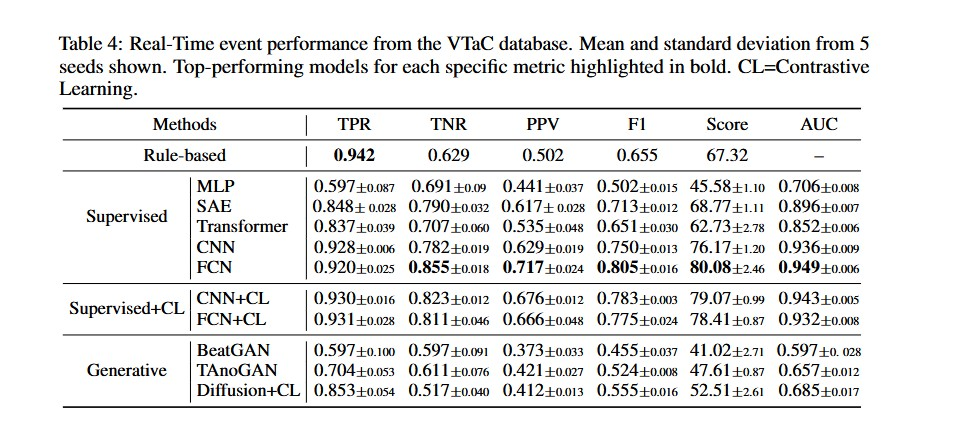 Table 4: Real-Time event performance from the VTaC database. Mean and standard deviation from 5
seeds shown. Top-performing models for each specific metric highlighted in bold. CL=Contrastive
Learning.
Methods TPR TNR PPV F1 Score AUC
Rule-based 0.942 0.629 0.502 0.655 67.32 –
Supervised
MLP 0.597±0.087 0.691±0.09 0.441±0.037 0.502±0.015 45.58±1.10 0.706±0.008
SAE 0.848± 0.028 0.790±0.032 0.617± 0.028 0.713±0.012 68.77±1.11 0.896±0.007
Transformer 0.837±0.039 0.707±0.060 0.535±0.048 0.651±0.030 62.73±2.78 0.852±0.006
CNN 0.928±0.006 0.782±0.019 0.629±0.019 0.750±0.013 76.17±1.20 0.936±0.009
FCN 0.920±0.025 0.855±0.018 0.717±0.024 0.805±0.016 80.08±2.46 0.949±0.006
Supervised+CL
CNN+CL 0.930±0.016 0.823±0.012 0.676±0.012 0.783±0.003 79.07±0.99 0.943±0.005
FCN+CL 0.931±0.028 0.811±0.046 0.666±0.048 0.775±0.024 78.41±0.87 0.932±0.008
Generative
BeatGAN 0.597±0.100 0.597±0.091 0.373±0.033 0.455±0.037 41.02±2.71 0.597±0. 028
TAnoGAN 0.704±0.053 0.611±0.076 0.421±0.027 0.524±0.008 47.61±0.87 0.657±0.012
Diffusion+CL 0.853±0.054 0.517±0.040 0.412±0.013 0.555±0.016 52.51±2.61 0.685±0.017